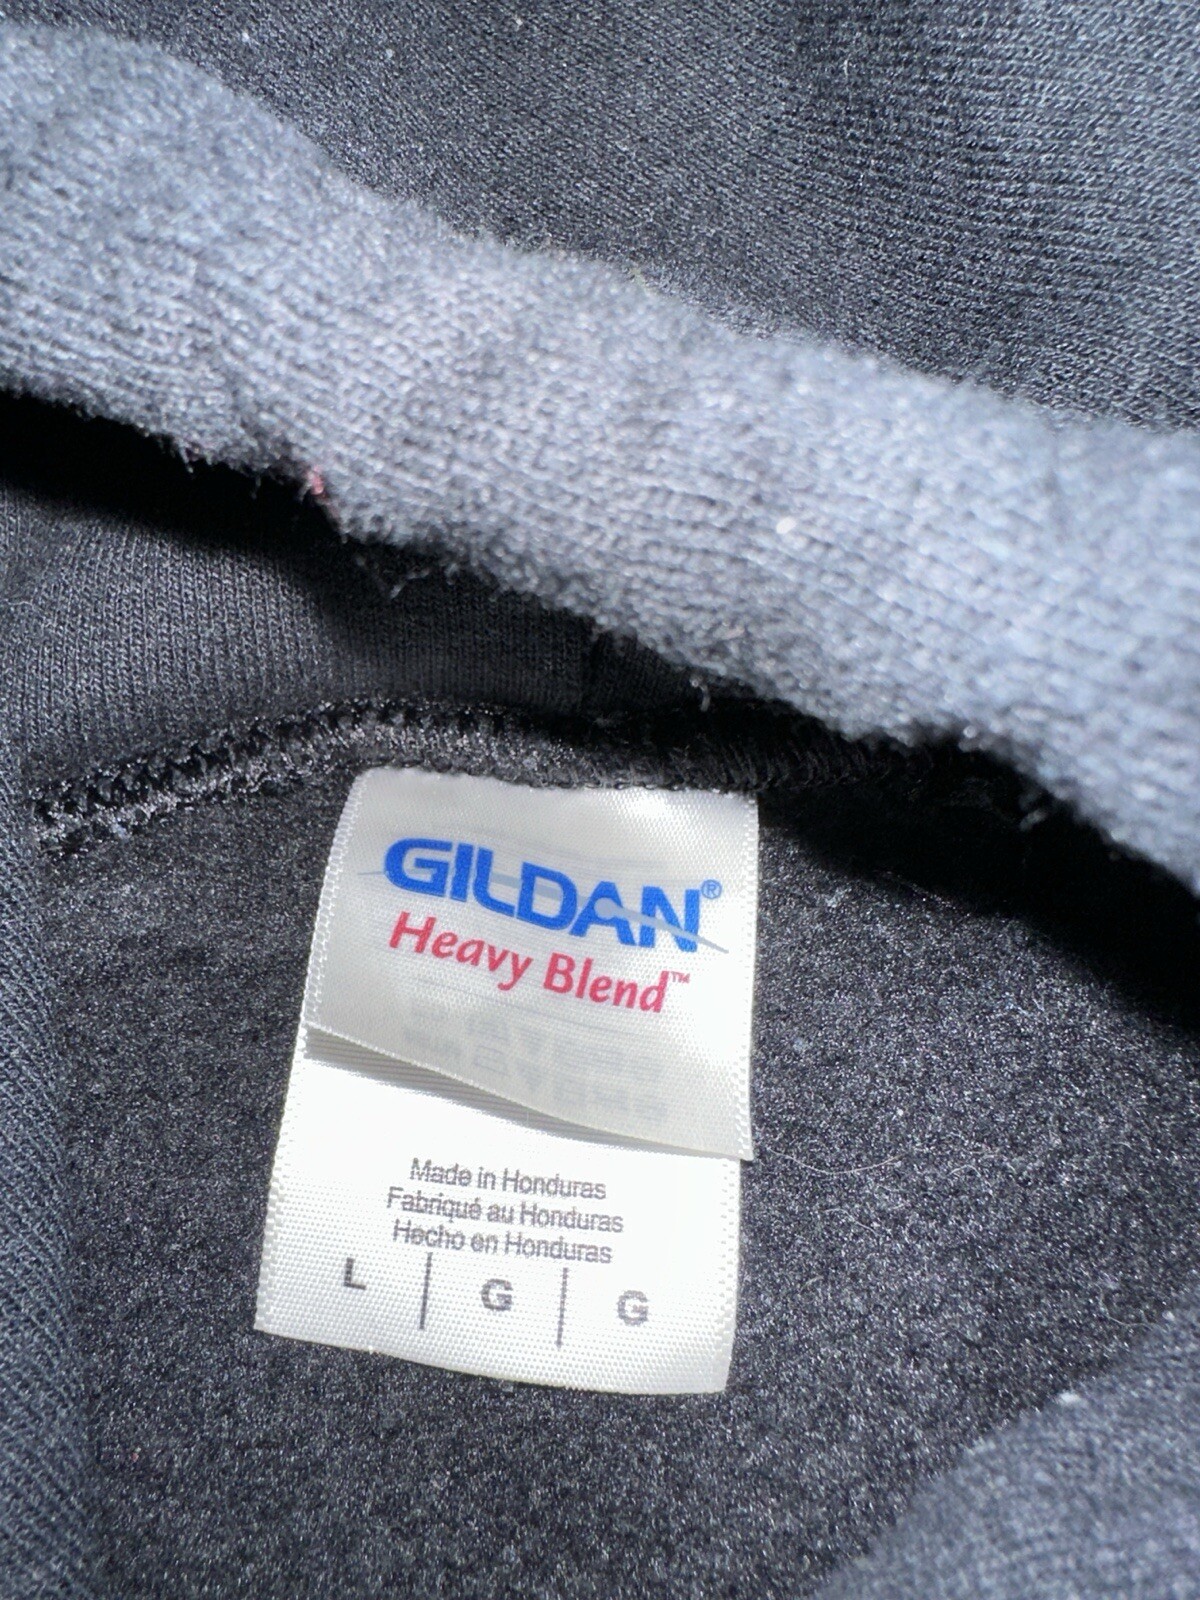 GILDAN®
Heavy Blend™
Made in Honduras
Fabriqué au Honduras
Hecho en Honduras
L | G | G